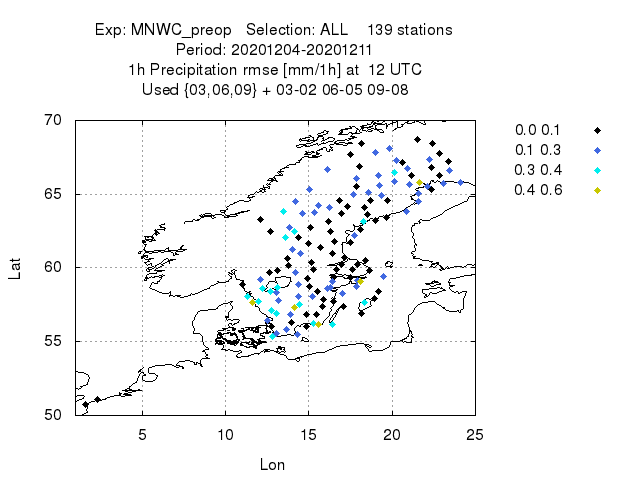 Exp: MNWC_preop   Selection: ALL    139 stations
Period: 20201204-20201211
1h Precipitation rmse [mm/1h] at  12 UTC
Used {03,06,09} + 03-02 06-05 09-08
70
65
60
55
50
Lat
5 10 15 20 25
Lon
0.0 0.1
0.1 0.3
0.3 0.4
0.4 0.6